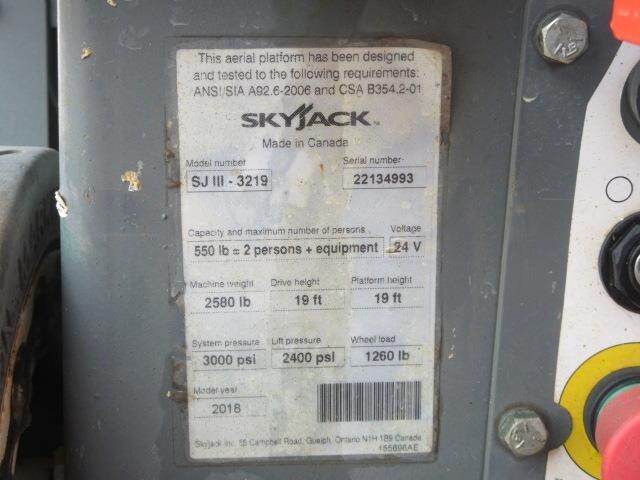 This aerial platform has been designed
and tested to the following requirements:
ANSI/SIA A92.6-2006 and CSA B354.2-01
SKYJACK
Made in Canada
Model number Serial number
SJ III - 3219 22134993
Capacity and maximum number of persons Voltage
550 lb = 2 persons + equipment 24 V
Machine weight Drive height Platform height
2580 lb 19 ft 19 ft
System pressure Lift pressure Wheel load
3000 psi 2400 psi 1260 lb
Model year
2018
Skyjack Inc. 55 Campbell Road, Guelph, Ontario N1H 1B9 Canada